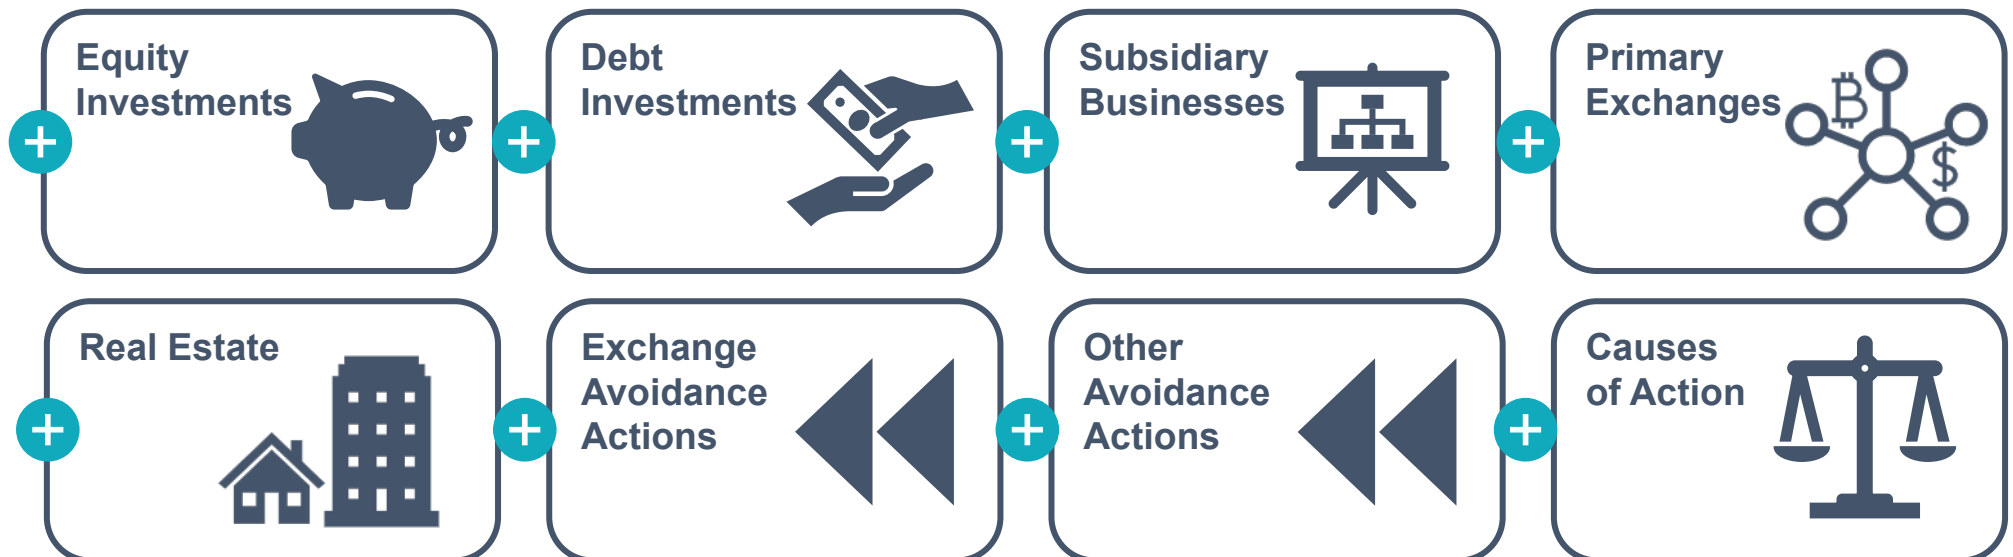 Equity
Investments
Debt
Investments
Subsidiary
Businesses
Primary
Exchanges
Real Estate
Exchange
Avoidance
Actions
Other
Avoidance
Actions
Causes
of Action